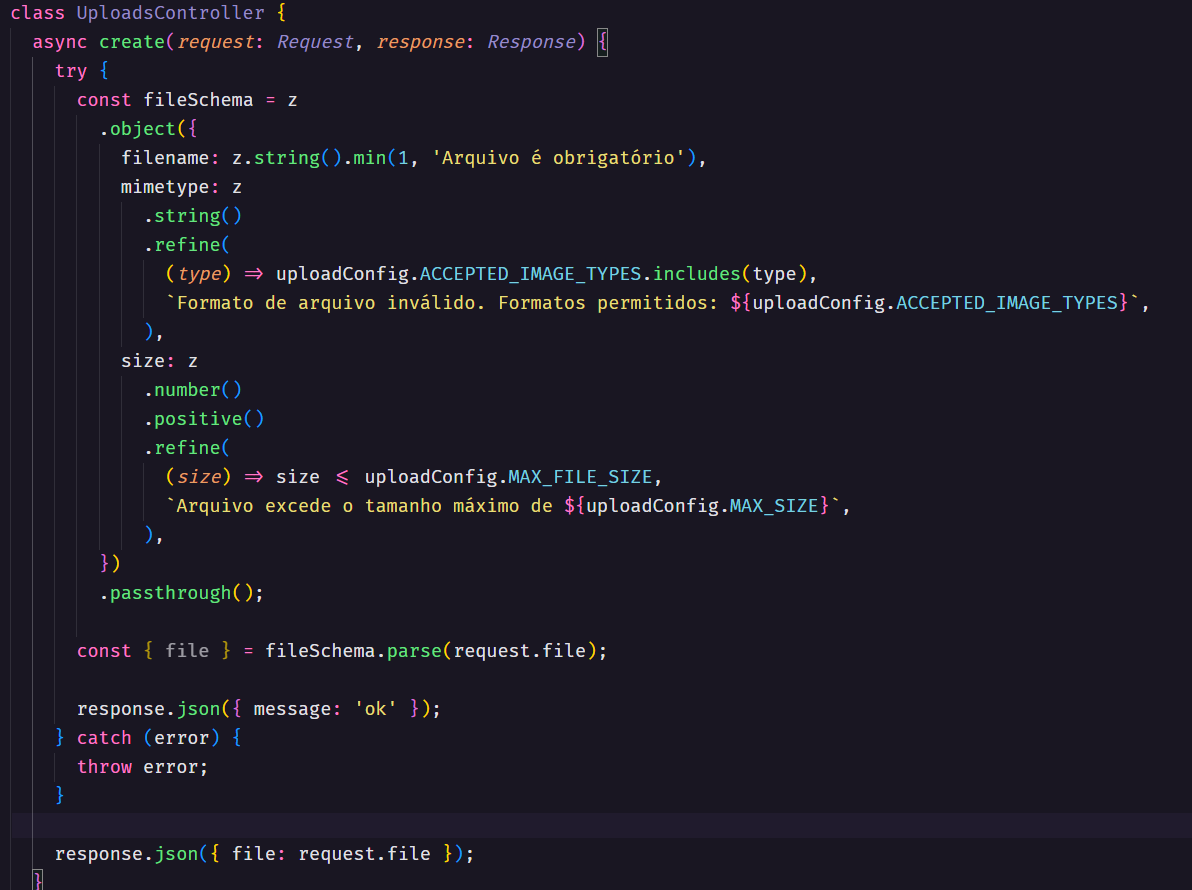 class UploadsController {
async create(request: Request, response: Response) {
try {
const fileSchema = z
.object({
filename: z.string().min(1, 'Arquivo é obrigatório'),
mimetype: z
.string()
.refine(
(type) => uploadConfig.ACCEPTED_IMAGE_TYPES.includes(type),
`Formato de arquivo inválido. Formatos permitidos: ${uploadConfig.ACCEPTED_IMAGE_TYPES}`,
),
size: z
.number()
.positive()
.refine(
(size) => size <= uploadConfig.MAX_FILE_SIZE,
`Arquivo excede o tamanho máximo de ${uploadConfig.MAX_SIZE}`,
),
})
.passthrough();
const { file } = fileSchema.parse(request.file);
response.json({ message: 'ok' });
} catch (error) {
throw error;
}
response.json({ file: request.file });
}